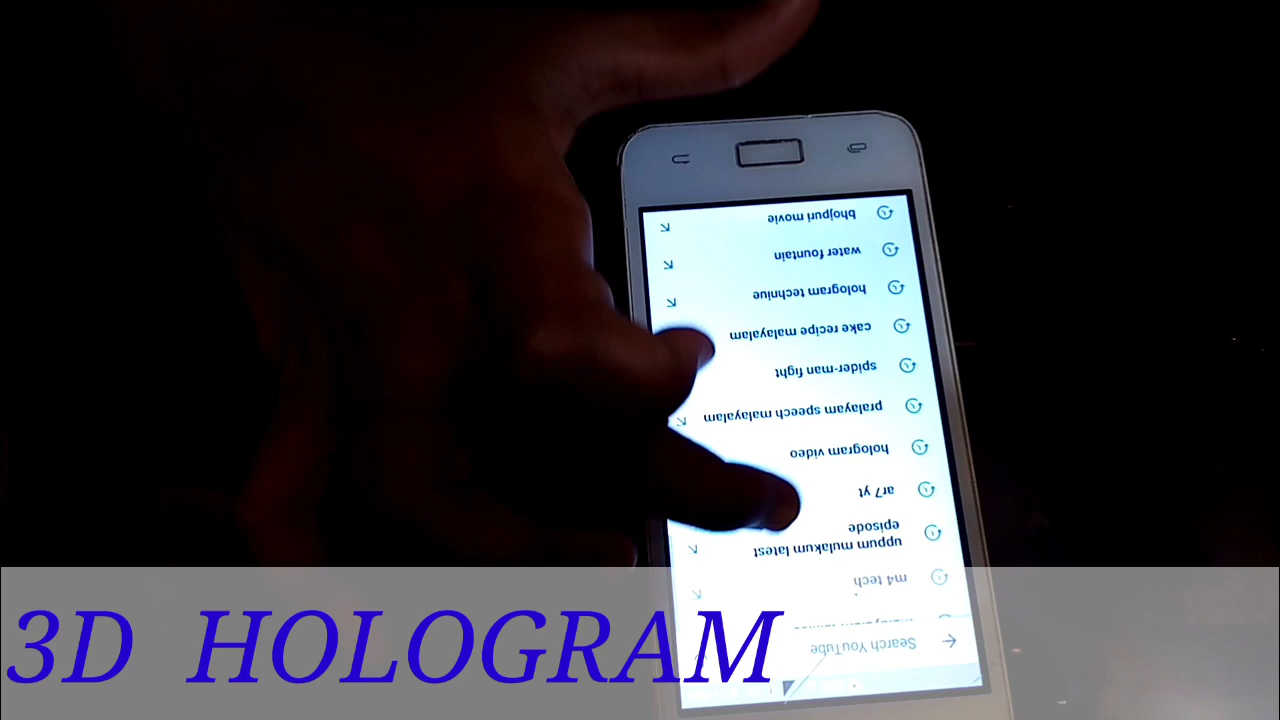 Search YouTube
m4 tech
uppum mulakum latest
episode
ar7 yt
hologram video
pralayam speech malayalam
spider-man fight
cake recipe malayalam
hologram techniue
water fountain
bhojpuri movie
3D HOLOGRAM